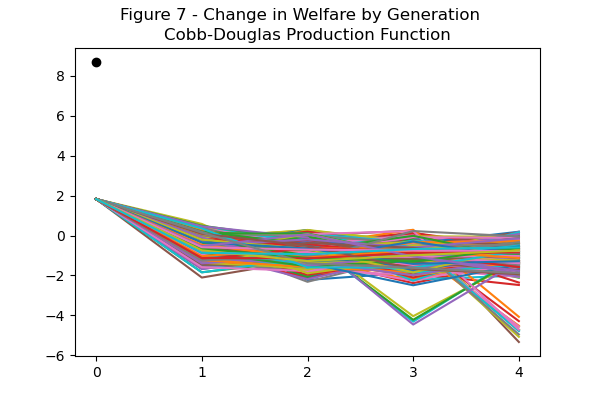 Figure 7 - Change in Welfare by Generation
Cobb-Douglas Production Function
8
6
4
2
0
−2
−4
−6
0 1 2 3 4